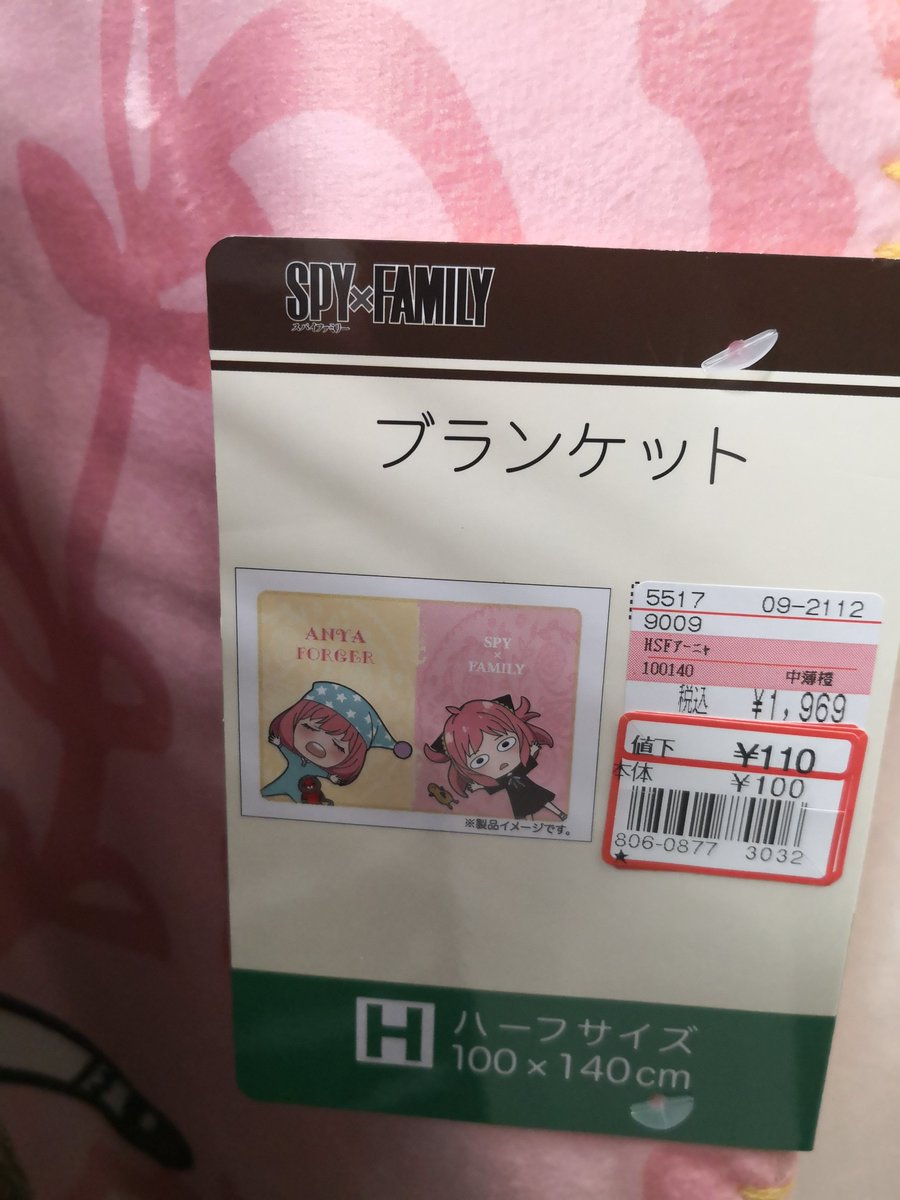 SPY×FAMILY
スパイファミリー
ブランケット
ANYA
FORGER
SPY
×
FAMILY
※製品イメージです。
5517 09-2112
9009
HSFアーニャ
100140 中薄橙
税込 ¥1,969
値下 ¥110
本体 ¥100
806-0877 3032
★
H ハーフサイズ
100×140cm